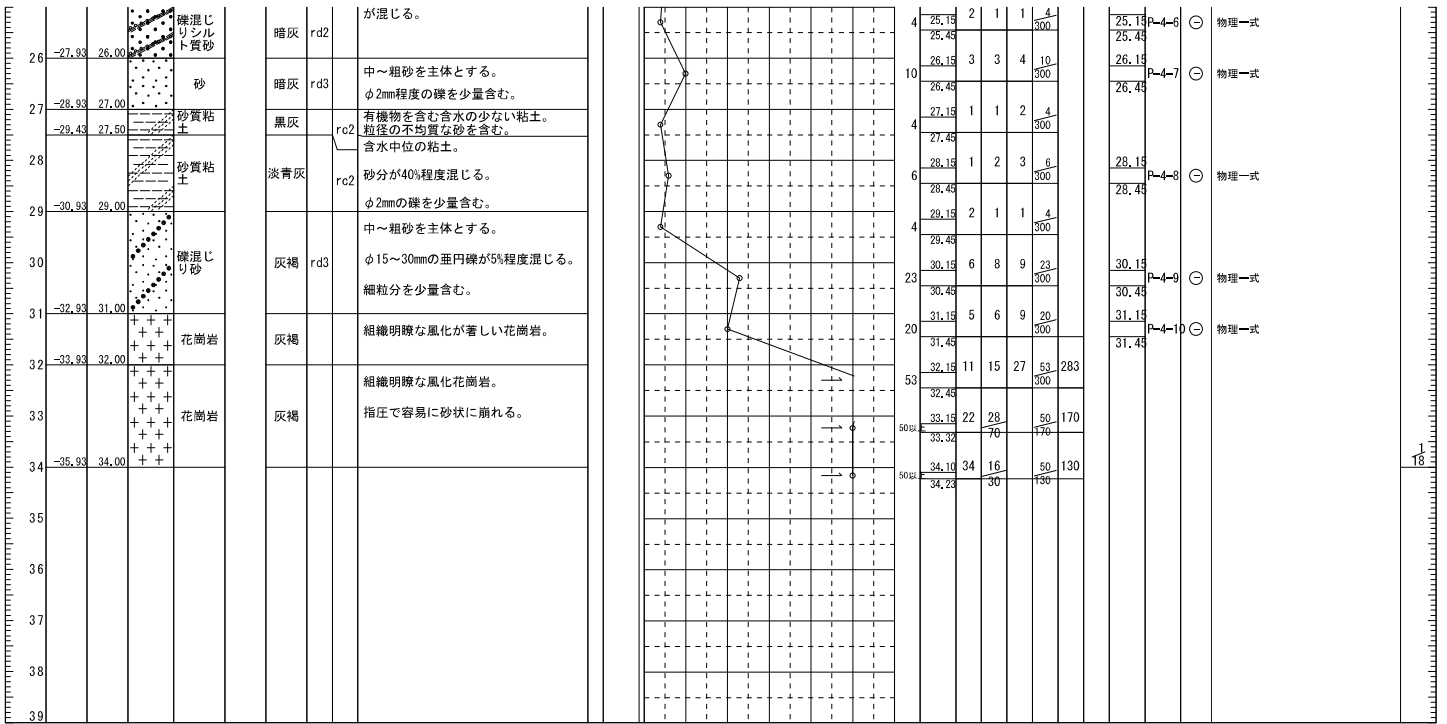 礫混じ
りシル
ト質砂
暗灰 rd2 が混じる。
4 25.15 2 1 1 4/300 25.15 P-4-6 ⊖ 物理一式
25.45 25.45
26 -27.93 26.00
砂 暗灰 rd3 中～粗砂を主体とする。
φ2mm程度の礫を少量含む。
10 26.15 3 3 4 10/300 26.15 P-4-7 ⊖ 物理一式
26.45 26.45
27 -28.93 27.00
砂質粘
土
黒灰 rc2 有機物を含む含水の少ない粘土。
粒径の不均質な砂を含む。
4 27.15 1 1 2 4/300
27.45
-29.43 27.50
28
砂質粘
土
淡青灰 rc2 含水中位の粘土。
砂分が40%程度混じる。
φ2mmの礫を少量含む。
6 28.15 1 2 3 6/300 28.15 P-4-8 ⊖ 物理一式
28.45 28.45
29 -30.93 29.00
礫混じ
り砂
灰褐 rd3 中～粗砂を主体とする。
φ15～30mmの亜円礫が5%程度混じる。
細粒分を少量含む。
4 29.15 2 1 1 4/300
29.45
30
23 30.15 6 8 9 23/300 30.15 P-4-9 ⊖ 物理一式
30.45 30.45
31 -32.93 31.00
花崗岩 灰褐 組織明瞭な風化が著しい花崗岩。
20 31.15 5 6 9 20/300 31.15 P-4-10 ⊖ 物理一式
31.45 31.45
32 -33.93 32.00
花崗岩 灰褐 組織明瞭な風化花崗岩。
指圧で容易に砂状に崩れる。
53 32.15 11 15 27 53/300 283
32.45
33
50以上 33.15 22 28/70 50/170 170
33.32
34 -35.93 34.00
50以上 34.10 34 16/30 50/130 130
34.23
1/18
35
36
37
38
39